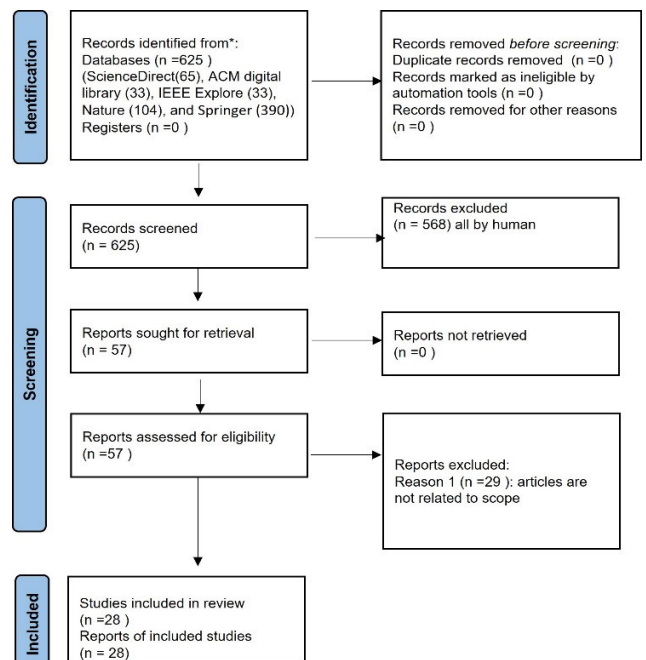 Identification
Records identified from*:
Databases (n =625 )
(ScienceDirect(65), ACM digital
library (33), IEEE Explore (33),
Nature (104), and Springer (390))
Registers (n =0 )
Records removed before screening:
Duplicate records removed (n =0 )
Records marked as ineligible by
automation tools (n =0 )
Records removed for other reasons
(n =0 )
Screening
Records screened
(n = 625)
Records excluded
(n = 568) all by human
Reports sought for retrieval
(n = 57)
Reports not retrieved
(n =0 )
Reports assessed for eligibility
(n =57 )
Reports excluded:
Reason 1 (n =29 ): articles are
not related to scope
Included
Studies included in review
(n =28 )
Reports of included studies
(n = 28)